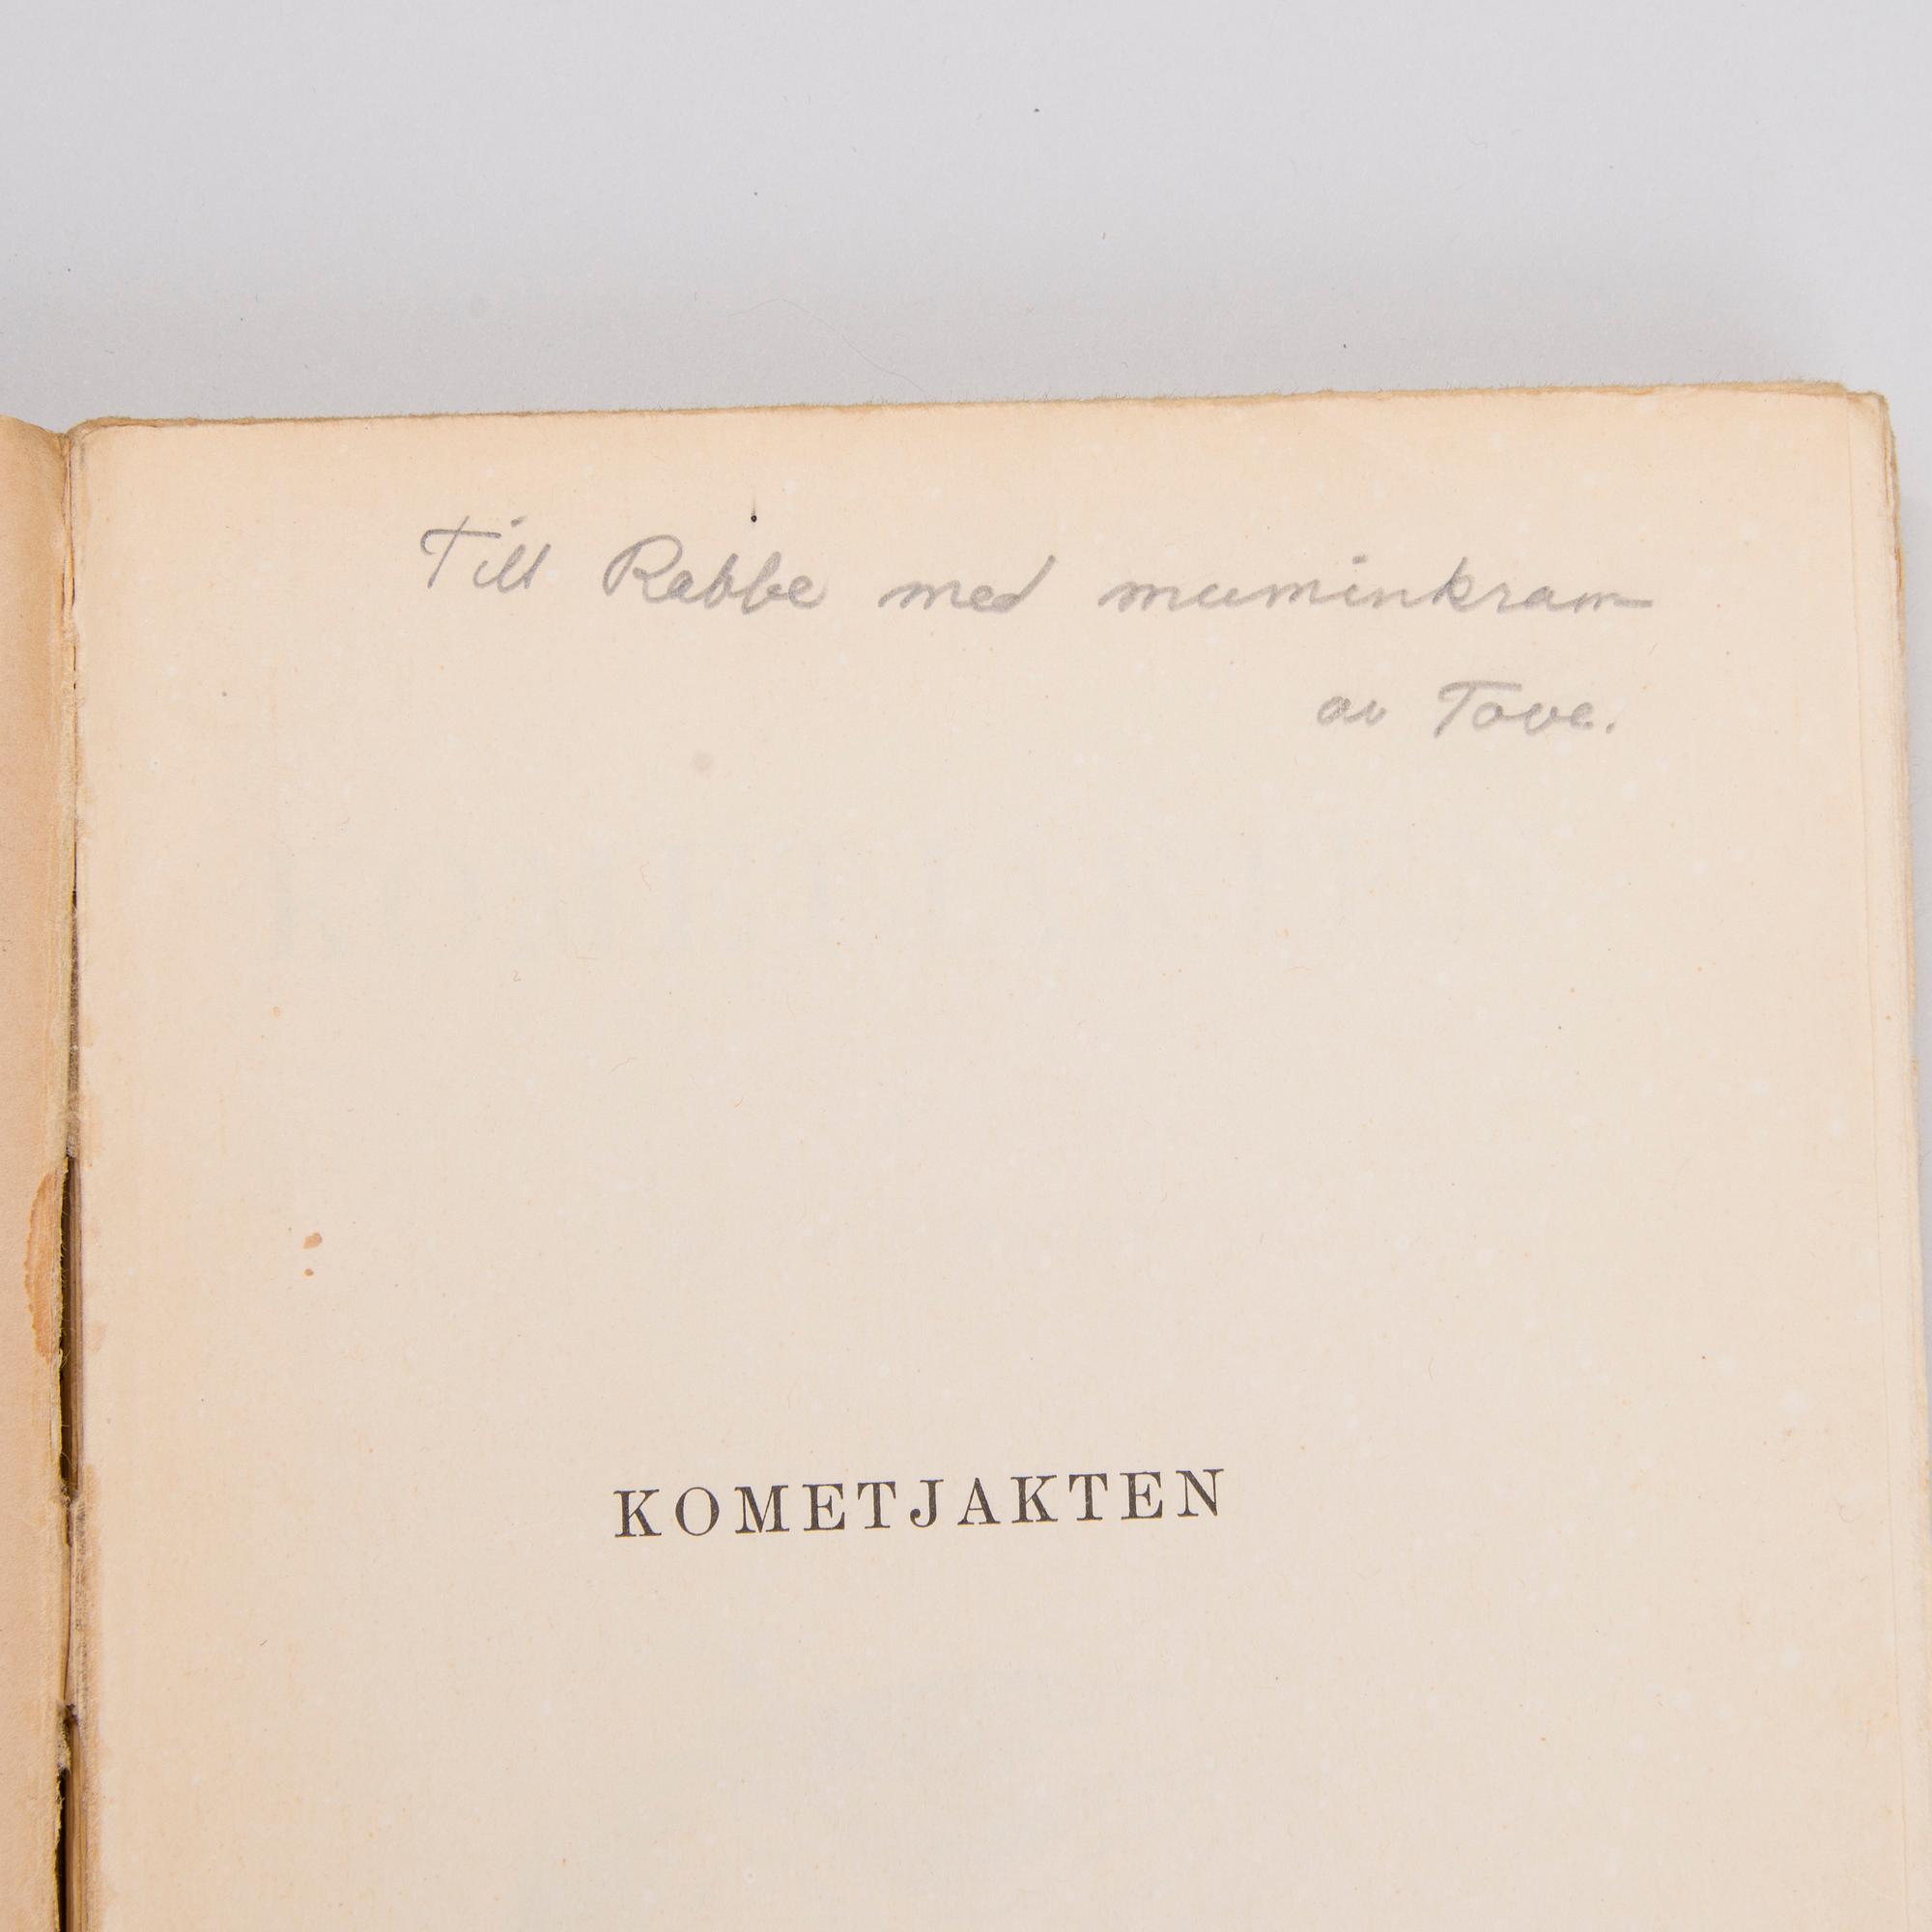 Till Rabbe med muminkram
av Tove.
KOMETJAKTEN